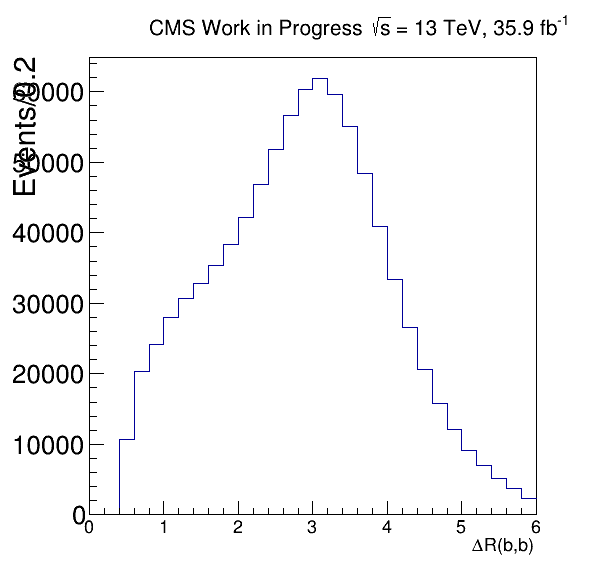 CMS Work in Progress √s = 13 TeV, 35.9 fb⁻¹
Events/0.2
60000
50000
40000
30000
20000
10000
0
0 1 2 3 4 5 6
ΔR(b,b)